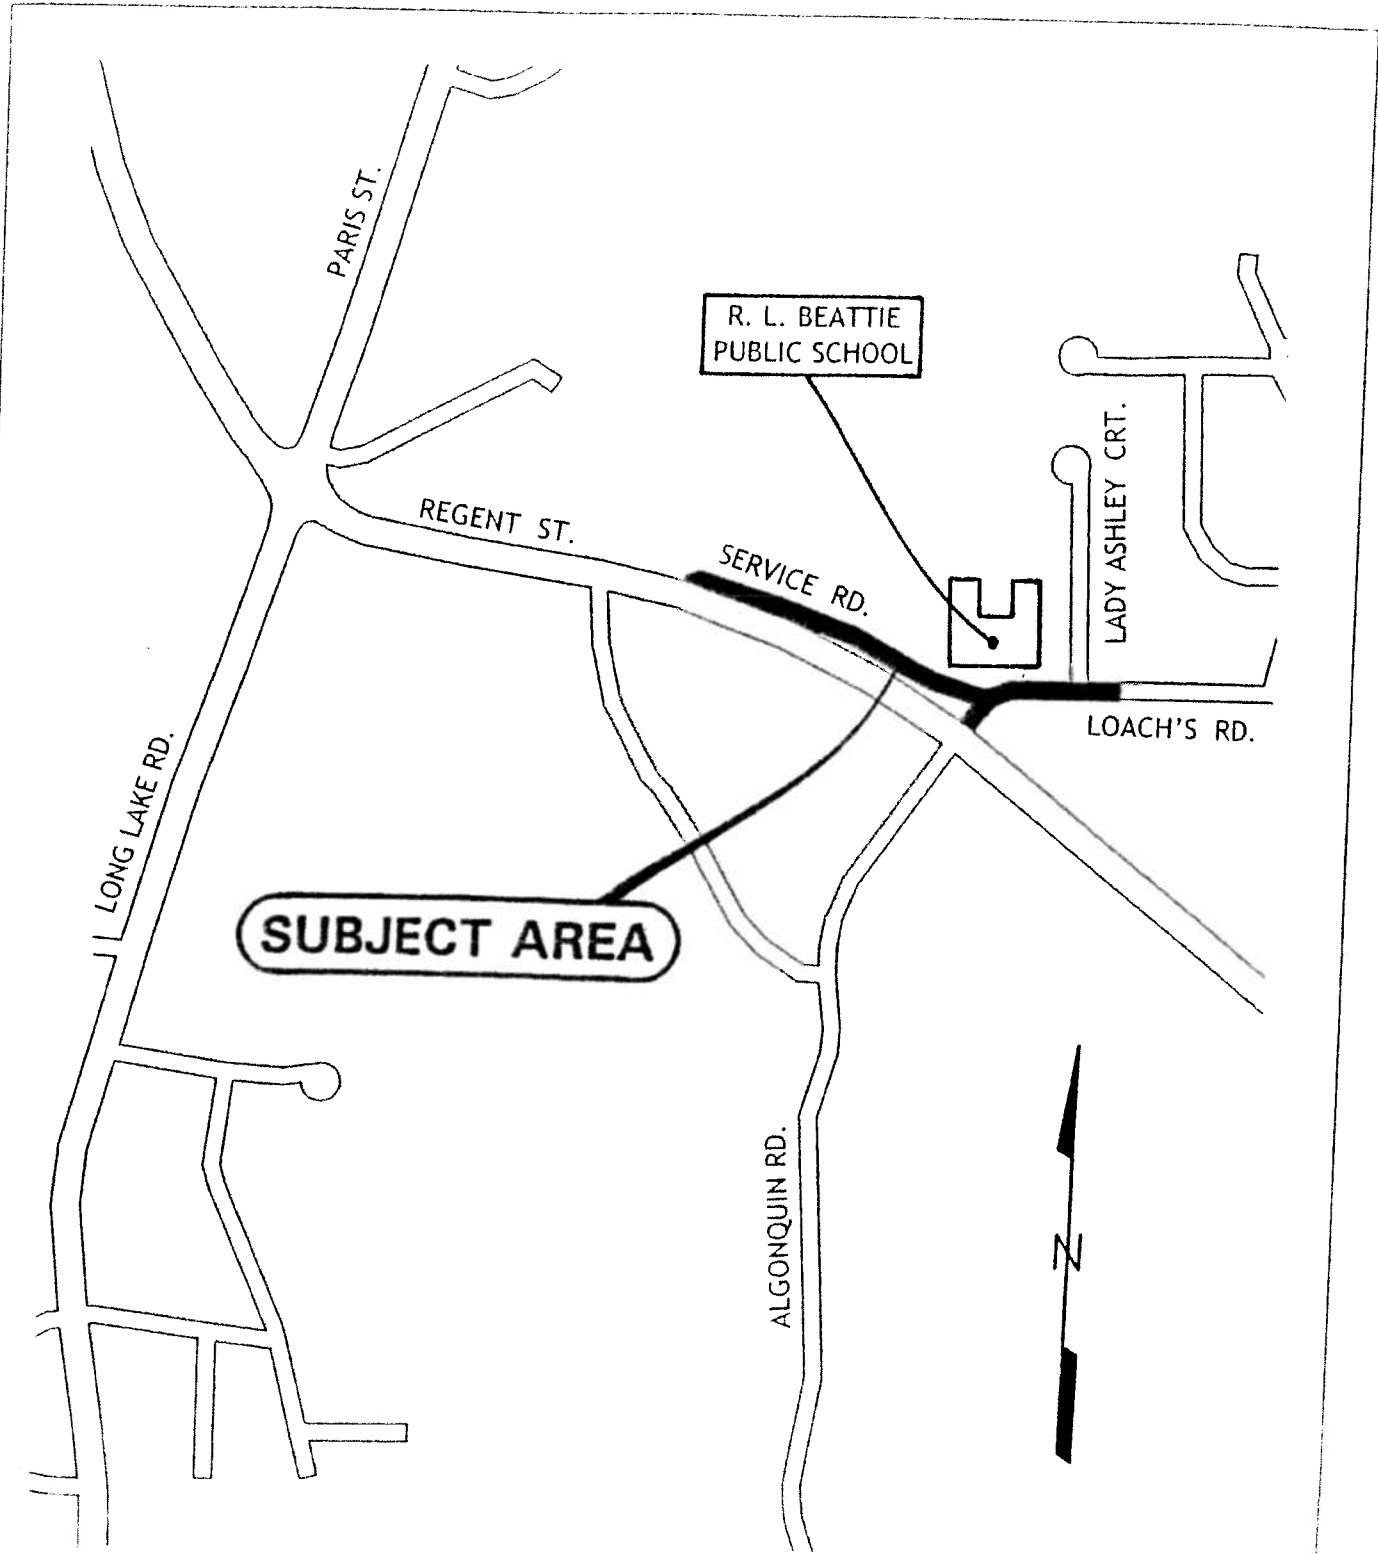 PARIS ST.
R. L. BEATTIE
PUBLIC SCHOOL
LADY ASHLEY CRT.
REGENT ST.
SERVICE RD.
LOACH'S RD.
LONG LAKE RD.
SUBJECT AREA
ALGONQUIN RD.
N